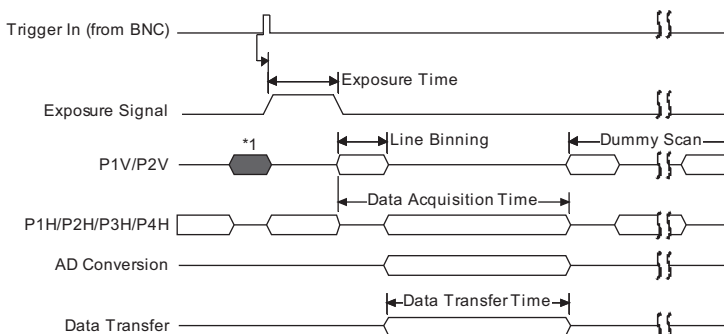 Trigger In (from BNC)
Exposure Time
Exposure Signal
*1
Line Binning
Dummy Scan
P1V/P2V
Data Acquisition Time
P1H/P2H/P3H/P4H
AD Conversion
Data Transfer Time
Data Transfer